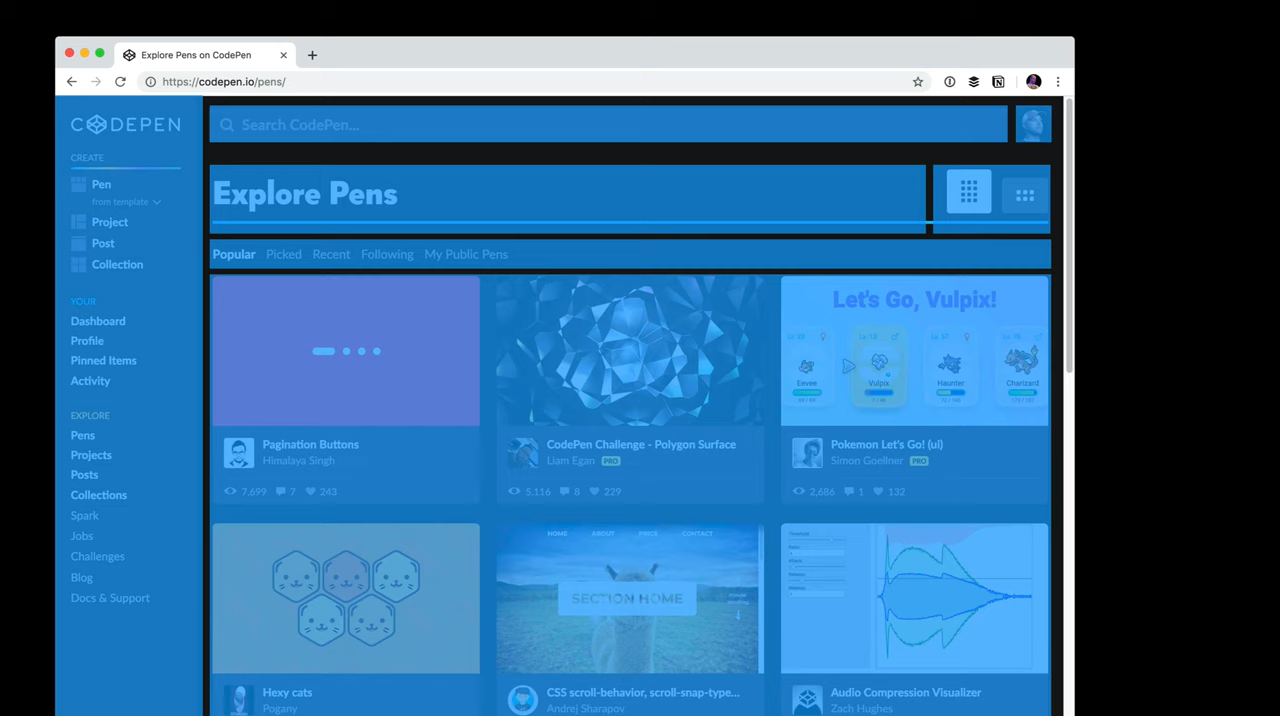 Explore Pens on CodePen
https://codepen.io/pens/
CODEPEN
CREATE
Pen
from template
Project
Post
Collection
YOUR
Dashboard
Profile
Pinned Items
Activity
EXPLORE
Pens
Projects
Posts
Collections
Spark
Jobs
Challenges
Blog
Docs & Support
Search CodePen...
Explore Pens
Popular Picked Recent Following My Public Pens
Let's Go, Vulpix!
Eevee
Vulpix
Haunter
Charizard
Pagination Buttons
Himalaya Singh
7,699 7 243
CodePen Challenge - Polygon Surface
Liam Egan PRO
5,116 8 229
Pokemon Let's Go! (ui)
Simon Goellner PRO
2,686 1 132
HOME ABOUT PRICE CONTACT
SECTION HOME
Threshold
Hexy cats
Pogany
CSS scroll-behavior, scroll-snap-type...
Andrej Sharapov
Audio Compression Visualizer
Zach Hughes